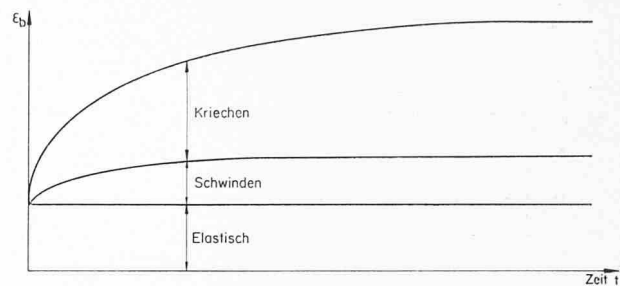 εb
Kriechen
Schwinden
Elastisch
Zeit t